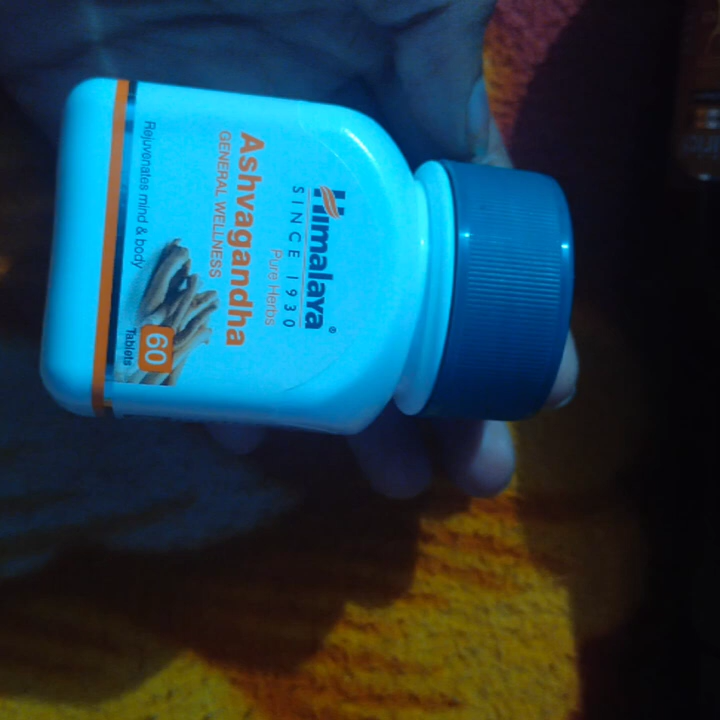 Himalaya®
SINCE 1930
Pure Herbs
Ashvagandha
GENERAL WELLNESS
60
Tablets
Rejuvenates mind & body